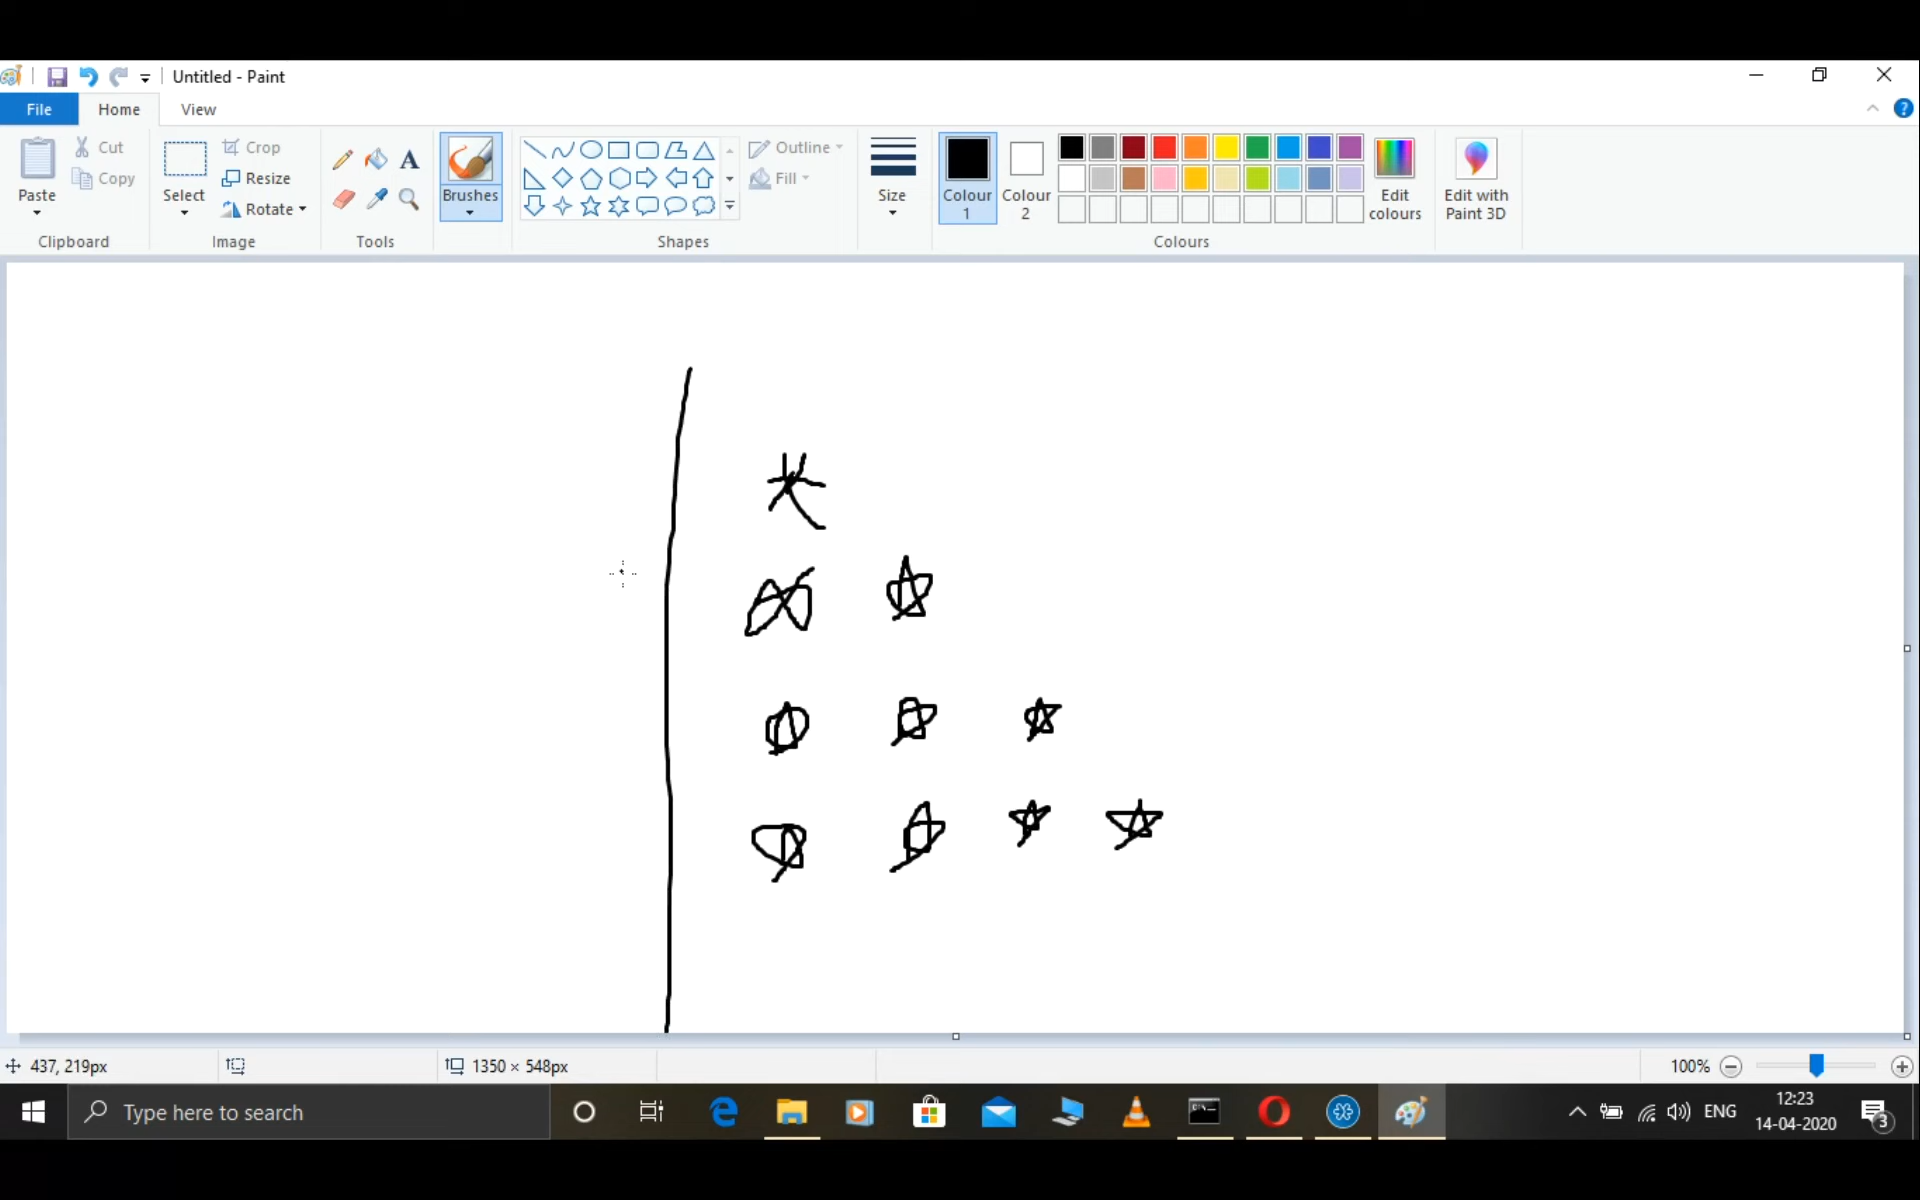 Untitled - Paint
File Home View
Paste Cut Copy Clipboard
Select Crop Resize Rotate Image
Tools
Brushes
Outline Fill Shapes
Size
Colour 1 Colour 2 Edit colours Colours
Edit with Paint 3D
437, 219px 1350 × 548px 100%
Type here to search ENG 12:23 14-04-2020 3